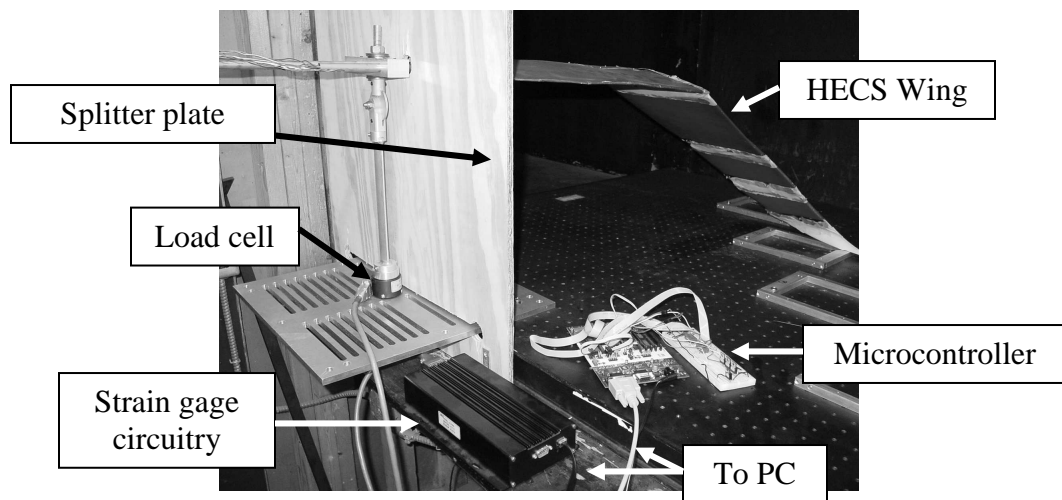 HECS Wing
Splitter plate
Load cell
Microcontroller
Strain gage
circuitry
To PC